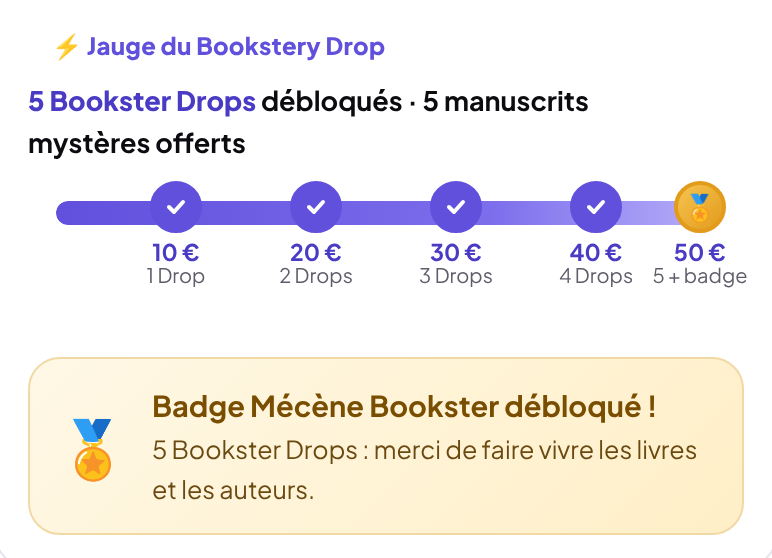 ⚡ Jauge du Bookstery Drop
5 Bookster Drops débloqués · 5 manuscrits
mystères offerts
10 € 20 € 30 € 40 € 50 €
1 Drop 2 Drops 3 Drops 4 Drops 5 + badge
Badge Mécène Bookster débloqué !
5 Bookster Drops : merci de faire vivre les livres
et les auteurs.